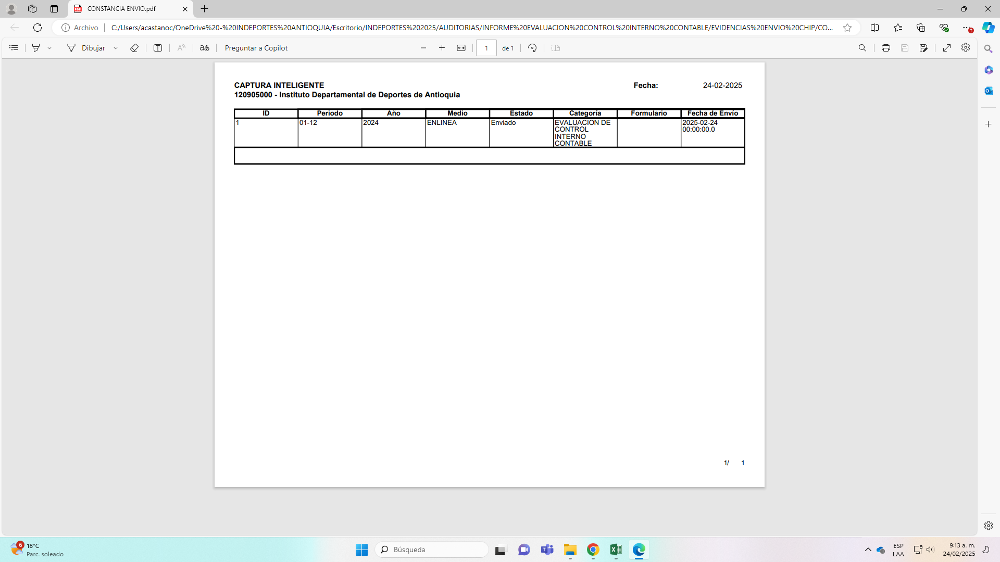 CONSTANCIA ENVIO.pdf
Archivo
C:/Users/acastanoc/OneDrive%20-%20INDEPORTES%20ANTIOQUIA/Escritorio/INDEPORTES%202025/AUDITORIAS/INFORME%20EVALUACION%20CONTROL%20INTERNO%20CONTABLE/EVIDENCIAS%20ENVIO%20CHIP/CO...
Dibujar
aあ
Preguntar a Copilot
1
de 1
CAPTURA INTELIGENTE
Fecha:
24-02-2025
120905000 - Instituto Departamental de Deportes de Antioquia
ID Periodo Año Medio Estado Categoría Formulario Fecha de Envío
1 01-12 2024 ENLINEA Enviado EVALUACION DE 2025-02-24
CONTROL 00:00:00.0
INTERNO
CONTABLE
1/ 1
6
18°C
Parc. soleado
Búsqueda
ESP
LAA
9:13 a. m.
24/02/2025